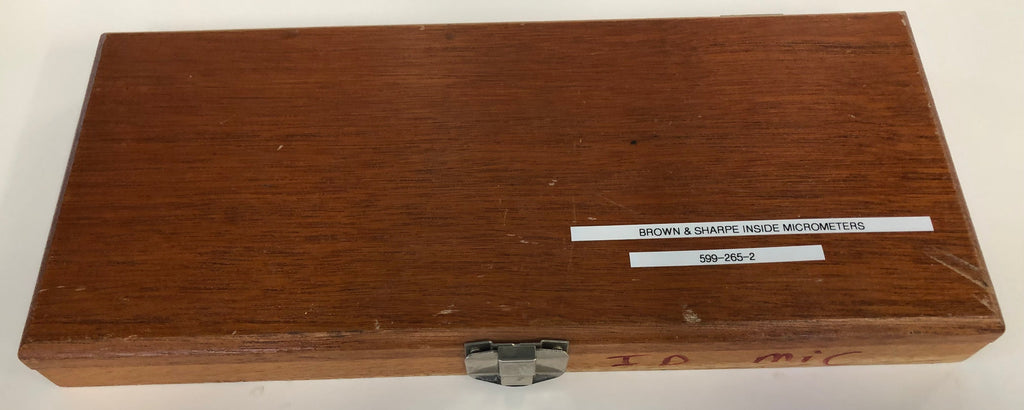 BROWN & SHARPE INSIDE MICROMETERS
599-265-2
ID MIC